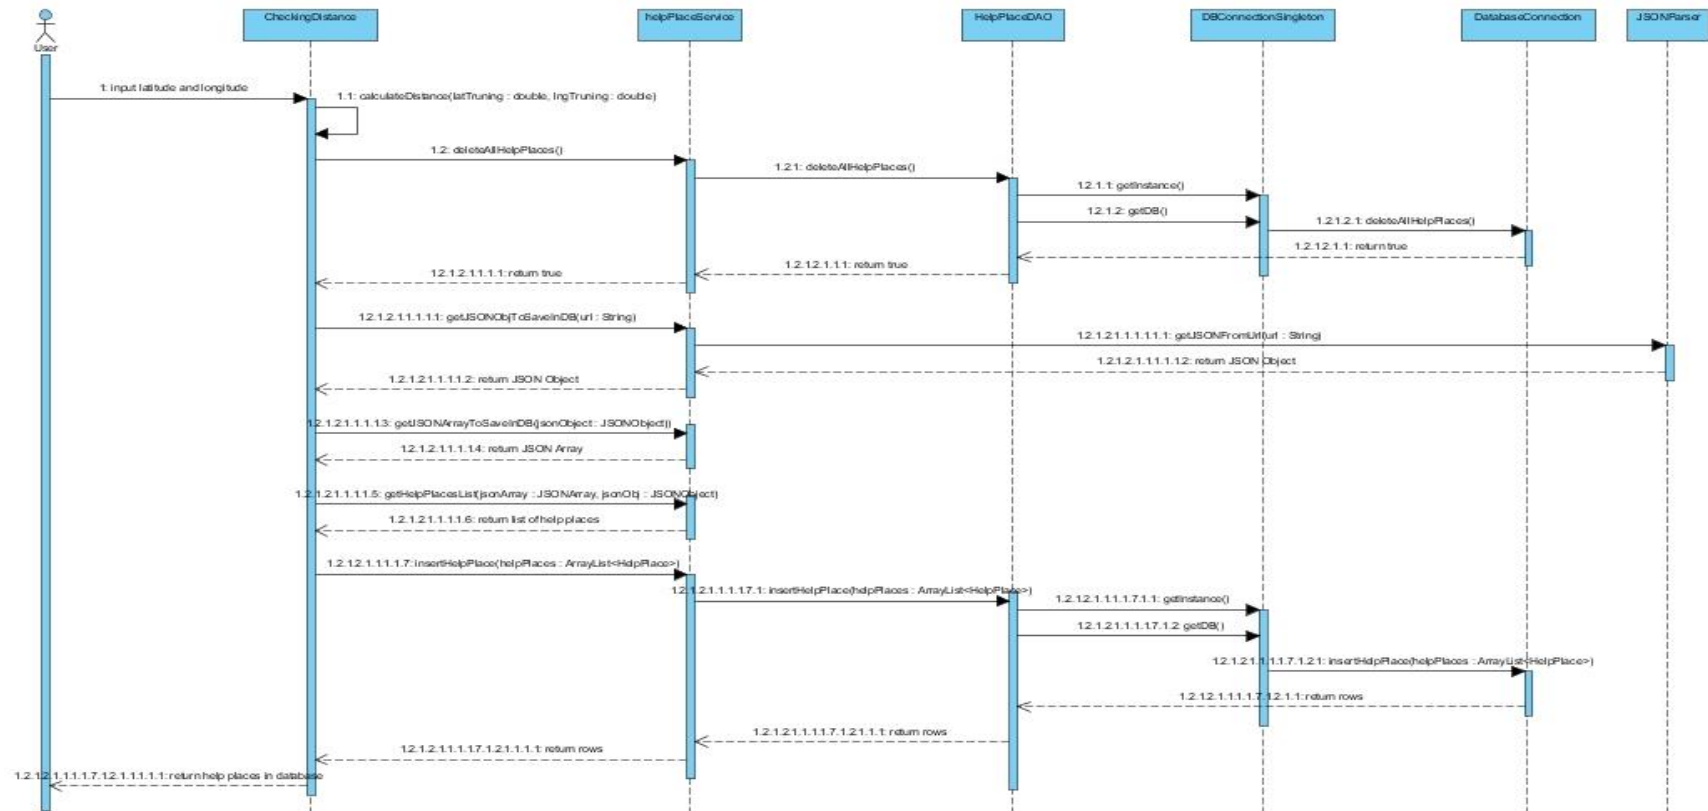 CheckingDistance
helpPlaceService
HelpPlaceDAO
DBConnectionSingleton
DatabaseConnection
JSONParser
User
1: input latitude and longitude
1.1: calculateDistance(latTruning : double, lngTruning : double)
1.2: deleteAllHelpPlaces()
1.2.1: deleteAllHelpPlaces()
1.2.1.1: getInstance()
1.2.1.2: getDB()
1.2.1.2.1: deleteAllHelpPlaces()
1.2.1.2.1.1: return true
1.2.1.2.1.1.1: return true
1.2.1.2.1.1.1.1: return true
1.2.1.2.1.1.1.1.1: getJSONObjToSaveInDB(url : String)
1.2.1.2.1.1.1.1.1.1: getJSONFromUrl(url : String)
1.2.1.2.1.1.1.1.1.2: return JSON Object
1.2.1.2.1.1.1.1.2: return JSON Object
1.2.1.2.1.1.1.1.3: getJSONArrayToSaveInDB(jsonObject : JSONObject))
1.2.1.2.1.1.1.1.4: return JSON Array
1.2.1.2.1.1.1.1.5: getHelpPlacesList(jsonArray : JSONArray, jsonObj : JSONObject)
1.2.1.2.1.1.1.1.6: return list of help places
1.2.1.2.1.1.1.1.7: insertHelpPlace(helpPlaces : ArrayList<HelpPlace>)
1.2.1.2.1.1.1.1.7.1: insertHelpPlace(helpPlaces : ArrayList<HelpPlace>)
1.2.1.2.1.1.1.1.7.1.1: getInstance()
1.2.1.2.1.1.1.1.7.1.2: getDB()
1.2.1.2.1.1.1.1.7.1.2.1: insertHelpPlace(helpPlaces : ArrayList<HelpPlace>)
1.2.1.2.1.1.1.1.7.1.2.1.1: return rows
1.2.1.2.1.1.1.1.7.1.2.1.1.1: return rows
1.2.1.2.1.1.1.1.7.1.2.1.1.1.1: return rows
1.2.1.2.1.1.1.1.7.1.2.1.1.1.1.1: return help places in database